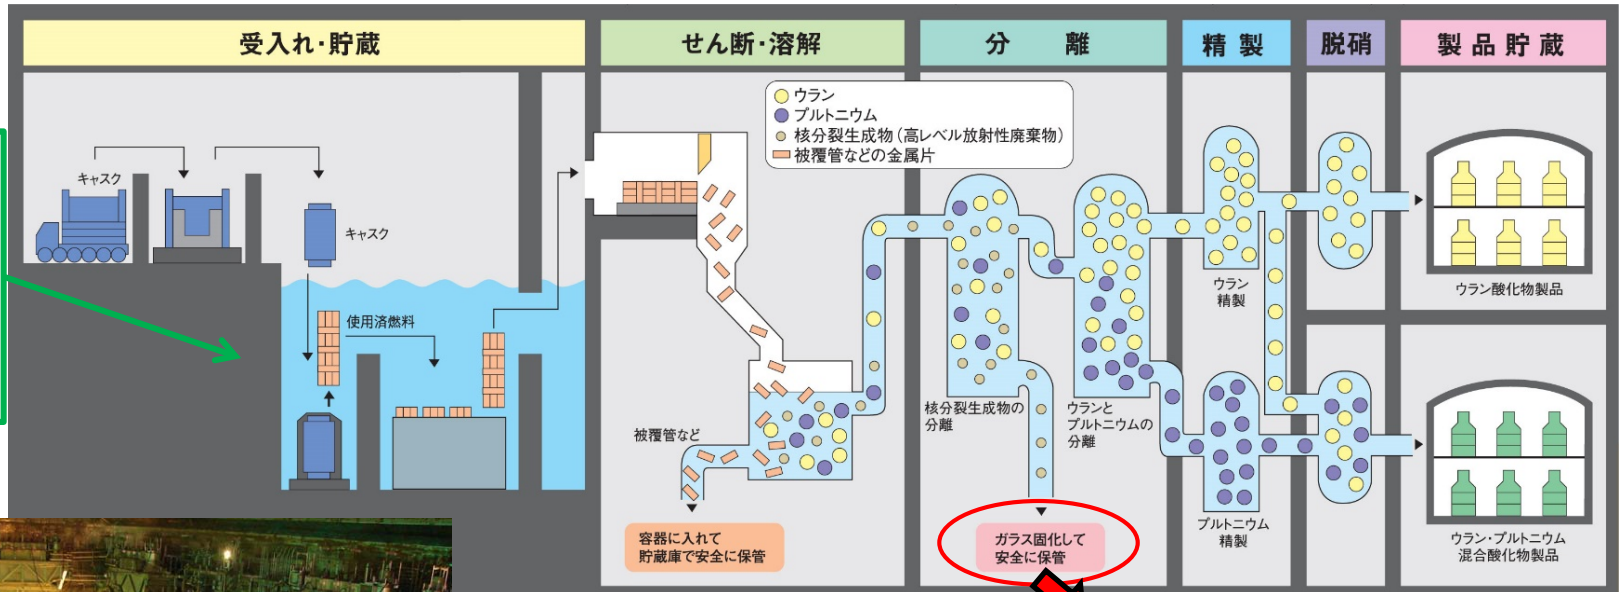 受入れ・貯蔵
せん断・溶解
分離
精製
脱硝
製品貯蔵
ウラン
プルトニウム
核分裂生成物（高レベル放射性廃棄物）
被覆管などの金属片
キャスク
キャスク
使用済燃料
被覆管など
容器に入れて
貯蔵庫で安全に保管
核分裂生成物の
分離
ガラス固化して
安全に保管
ウランと
プルトニウムの
分離
ウラン
精製
プルトニウム
精製
ウラン酸化物製品
ウラン・プルトニウム
混合酸化物製品